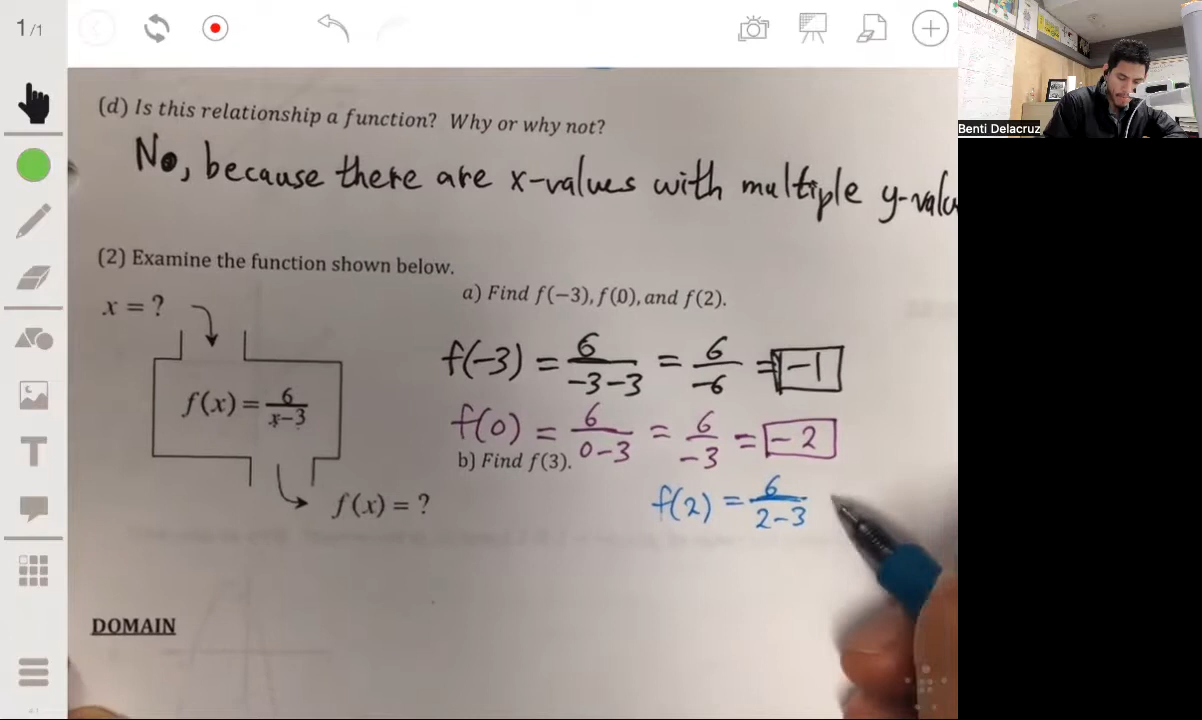 1/1
Benti Delacruz
(d) Is this relationship a function? Why or why not?
No, because there are x-values with multiple
(2) Examine the function shown below.
a) Find f(−3), f(0), and f(2).
x = ?
f(-3) = 6/(-3-3) = 6/-6 = -1
f(x) = 6/(x−3)
f(0) = 6/(0-3) = 6/-3 = -2
b) Find f(3).
f(x) = ?
f(2) = 6/(2-3)
T
DOMAIN